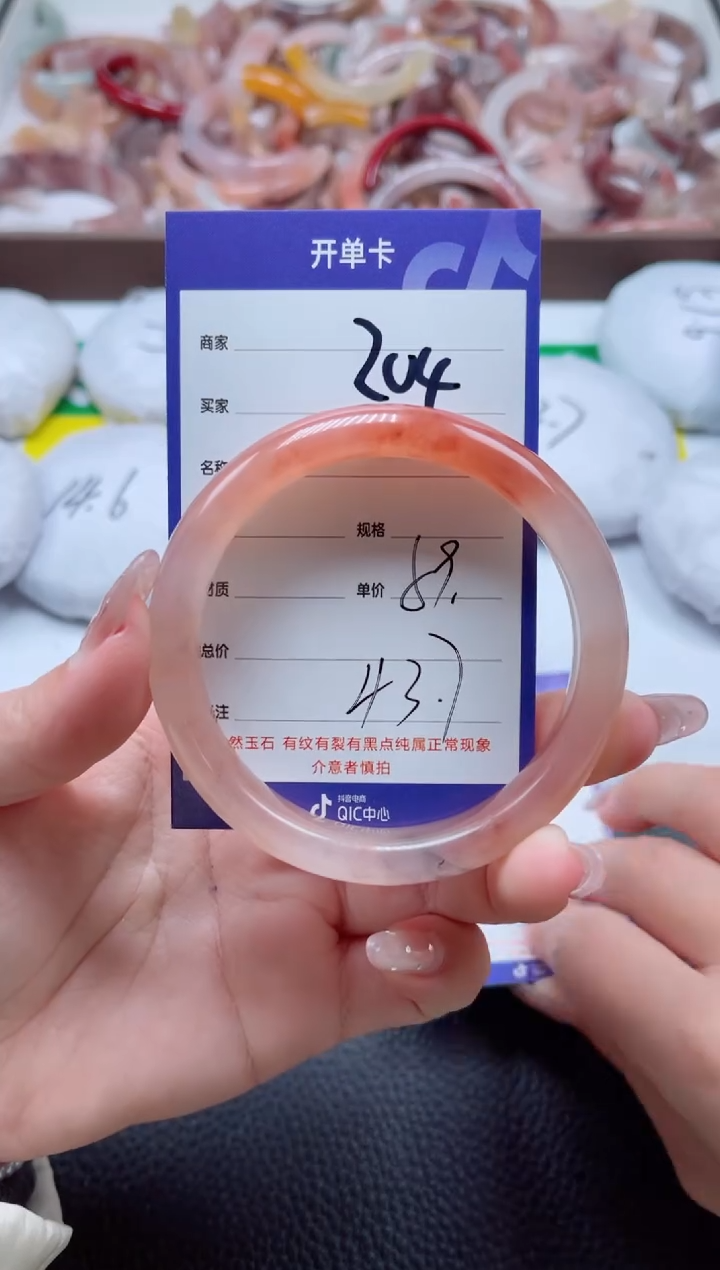 开单卡
商家 204
买家
名称
规格
材质 单价
总价
43.7
注
然玉石 有纹有裂有黑点纯属正常现象
介意者慎拍
抖音电商
QIC中心
14.6